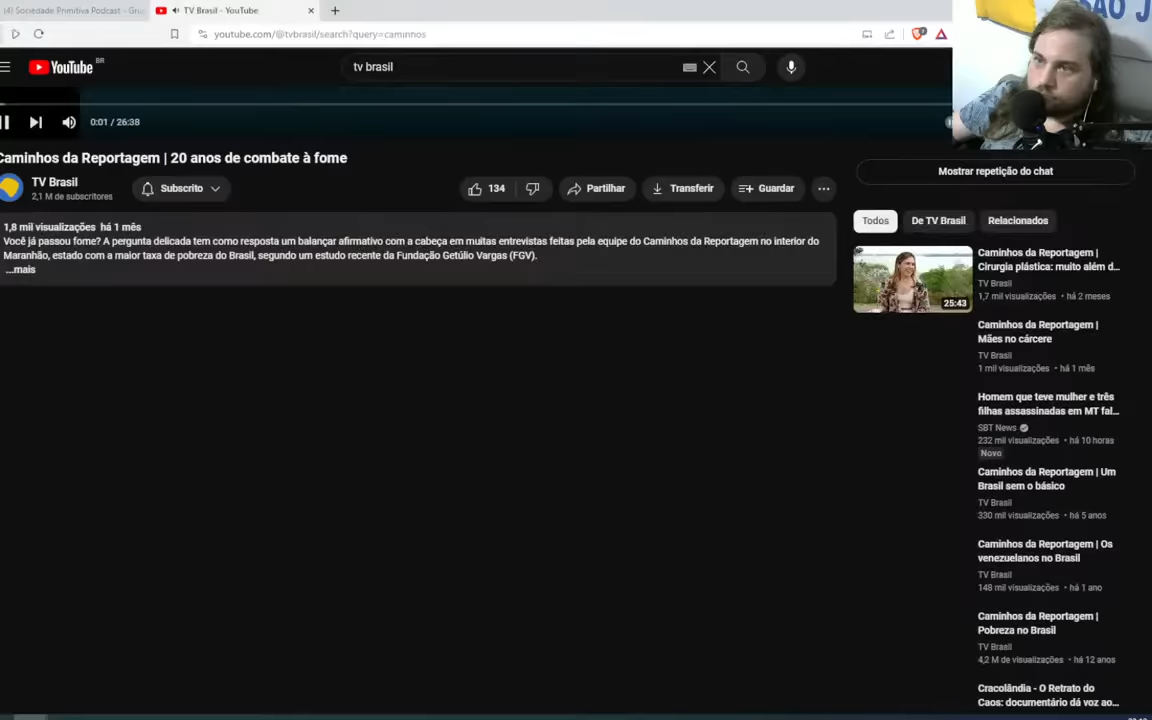 (4) Sociedade Primitiva Podcast - Gru
TV Brasil - YouTube
youtube.com/@tvbrasil/search?query=caminnos
SÃO J
YouTube BR
tv brasil
0:01 / 26:38
Caminhos da Reportagem | 20 anos de combate à fome
TV Brasil
2,1 M de subscritores
Subscrito
134
Partilhar
Transferir
Guardar
1,8 mil visualizações há 1 mês
Você já passou fome? A pergunta delicada tem como resposta um balançar afirmativo com a cabeça em muitas entrevistas feitas pela equipe do Caminhos da Reportagem no interior do
Maranhão, estado com a maior taxa de pobreza do Brasil, segundo um estudo recente da Fundação Getúlio Vargas (FGV).
...mais
Mostrar repetição do chat
Todos
De TV Brasil
Relacionados
25:43
Caminhos da Reportagem |
Cirurgia plástica: muito além d...
TV Brasil
1,7 mil visualizações • há 2 meses
Caminhos da Reportagem |
Mães no cárcere
TV Brasil
1 mil visualizações • há 1 mês
Homem que teve mulher e três
filhas assassinadas em MT fal...
SBT News
232 mil visualizações • há 10 horas
Novo
Caminhos da Reportagem | Um
Brasil sem o básico
TV Brasil
330 mil visualizações • há 5 anos
Caminhos da Reportagem | Os
venezuelanos no Brasil
TV Brasil
148 mil visualizações • há 1 ano
Caminhos da Reportagem |
Pobreza no Brasil
TV Brasil
4,2 M de visualizações • há 12 anos
Cracolândia - O Retrato do
Caos: documentário dá voz ao...